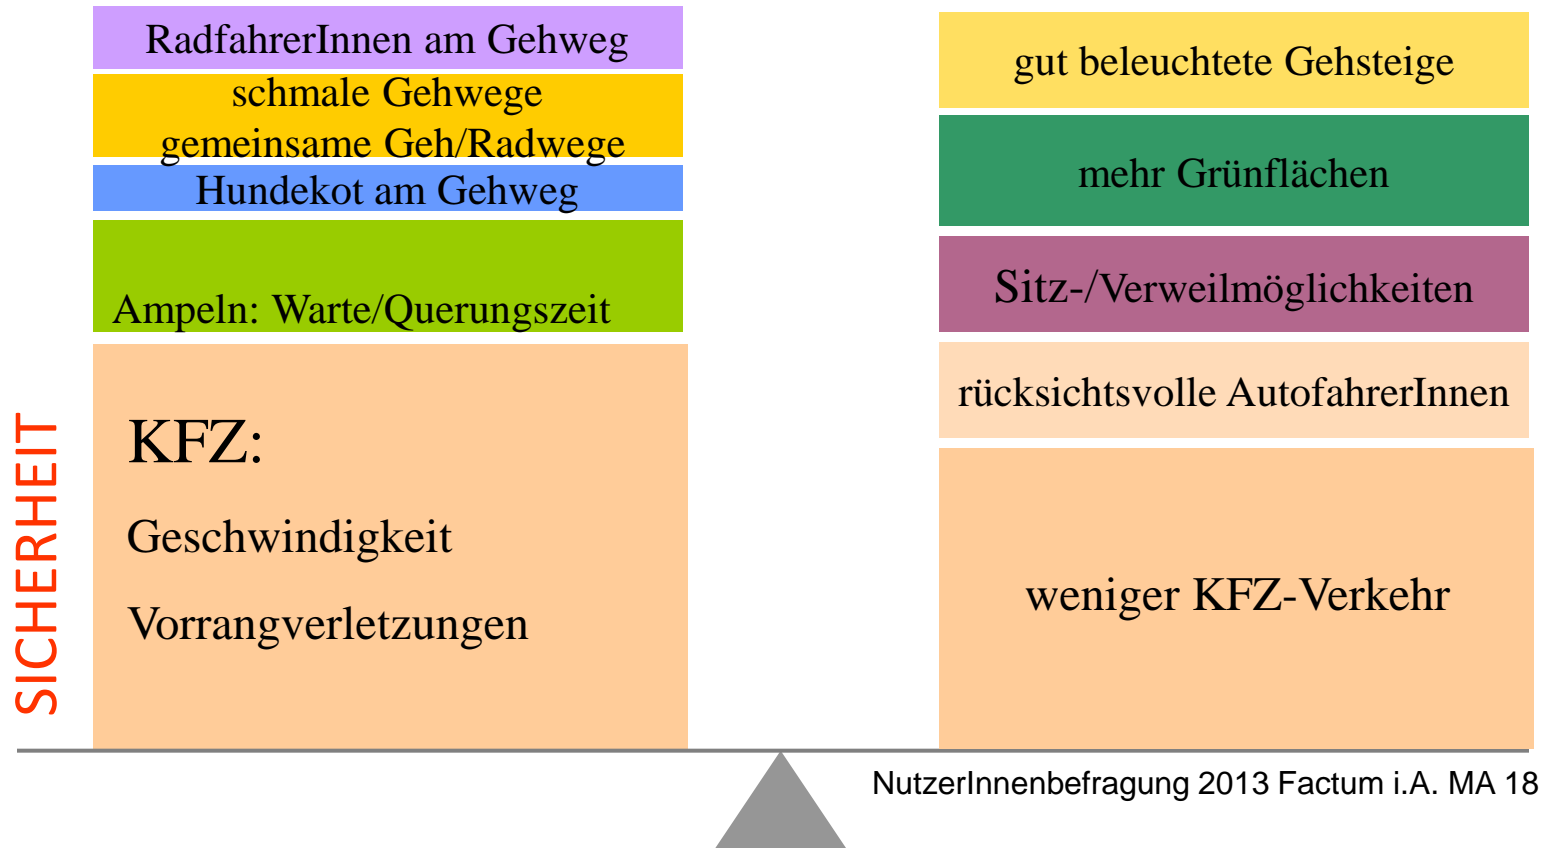 RadfahrerInnen am Gehweg
schmale Gehwege
gemeinsame Geh/Radwege
Hundekot am Gehweg
Ampeln: Warte/Querungszeit
KFZ:
Geschwindigkeit
Vorrangverletzungen
SICHERHEIT
gut beleuchtete Gehsteige
mehr Grünflächen
Sitz-/Verweilmöglichkeiten
rücksichtsvolle AutofahrerInnen
weniger KFZ-Verkehr
NutzerInnenbefragung 2013 Factum i.A. MA 18